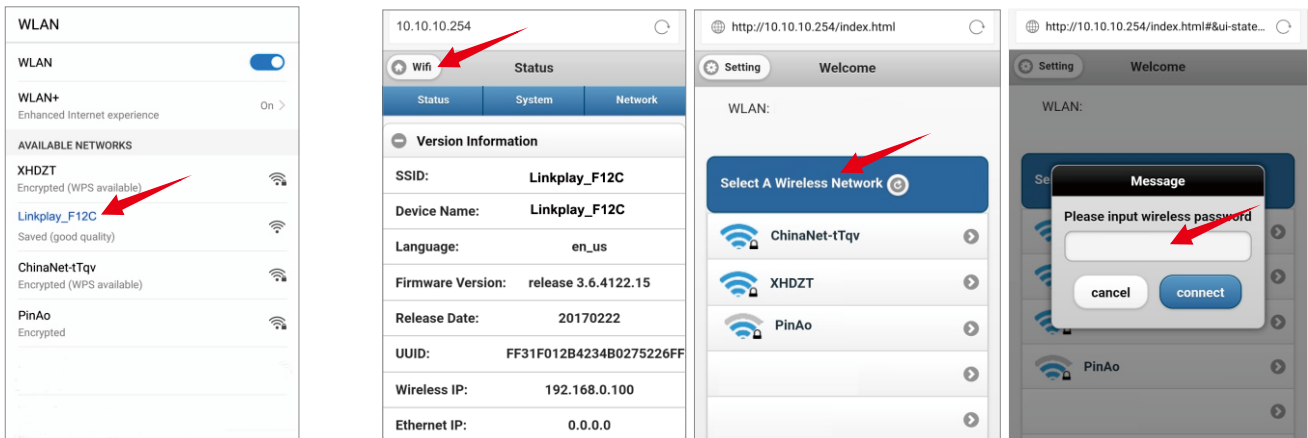 WLAN
WLAN
WLAN+
Enhanced Internet experience
On
AVAILABLE NETWORKS
XHDZT
Encrypted (WPS available)
Linkplay_F12C
Saved (good quality)
ChinaNet-tTqv
Encrypted (WPS available)
PinAo
Encrypted
10.10.10.254
Wifi
Status
Status
System
Network
Version Information
SSID: Linkplay_F12C
Device Name: Linkplay_F12C
Language: en_us
Firmware Version: release 3.6.4122.15
Release Date: 20170222
UUID: FF31F012B4234B0275226FF
Wireless IP: 192.168.0.100
Ethernet IP: 0.0.0.0
http://10.10.10.254/index.html
Setting
Welcome
WLAN:
Select A Wireless Network
ChinaNet-tTqv
XHDZT
PinAo
http://10.10.10.254/index.html#&ui-state...
Setting
Welcome
WLAN:
Se
Message
Please input wireless password
cancel
connect
PinAo